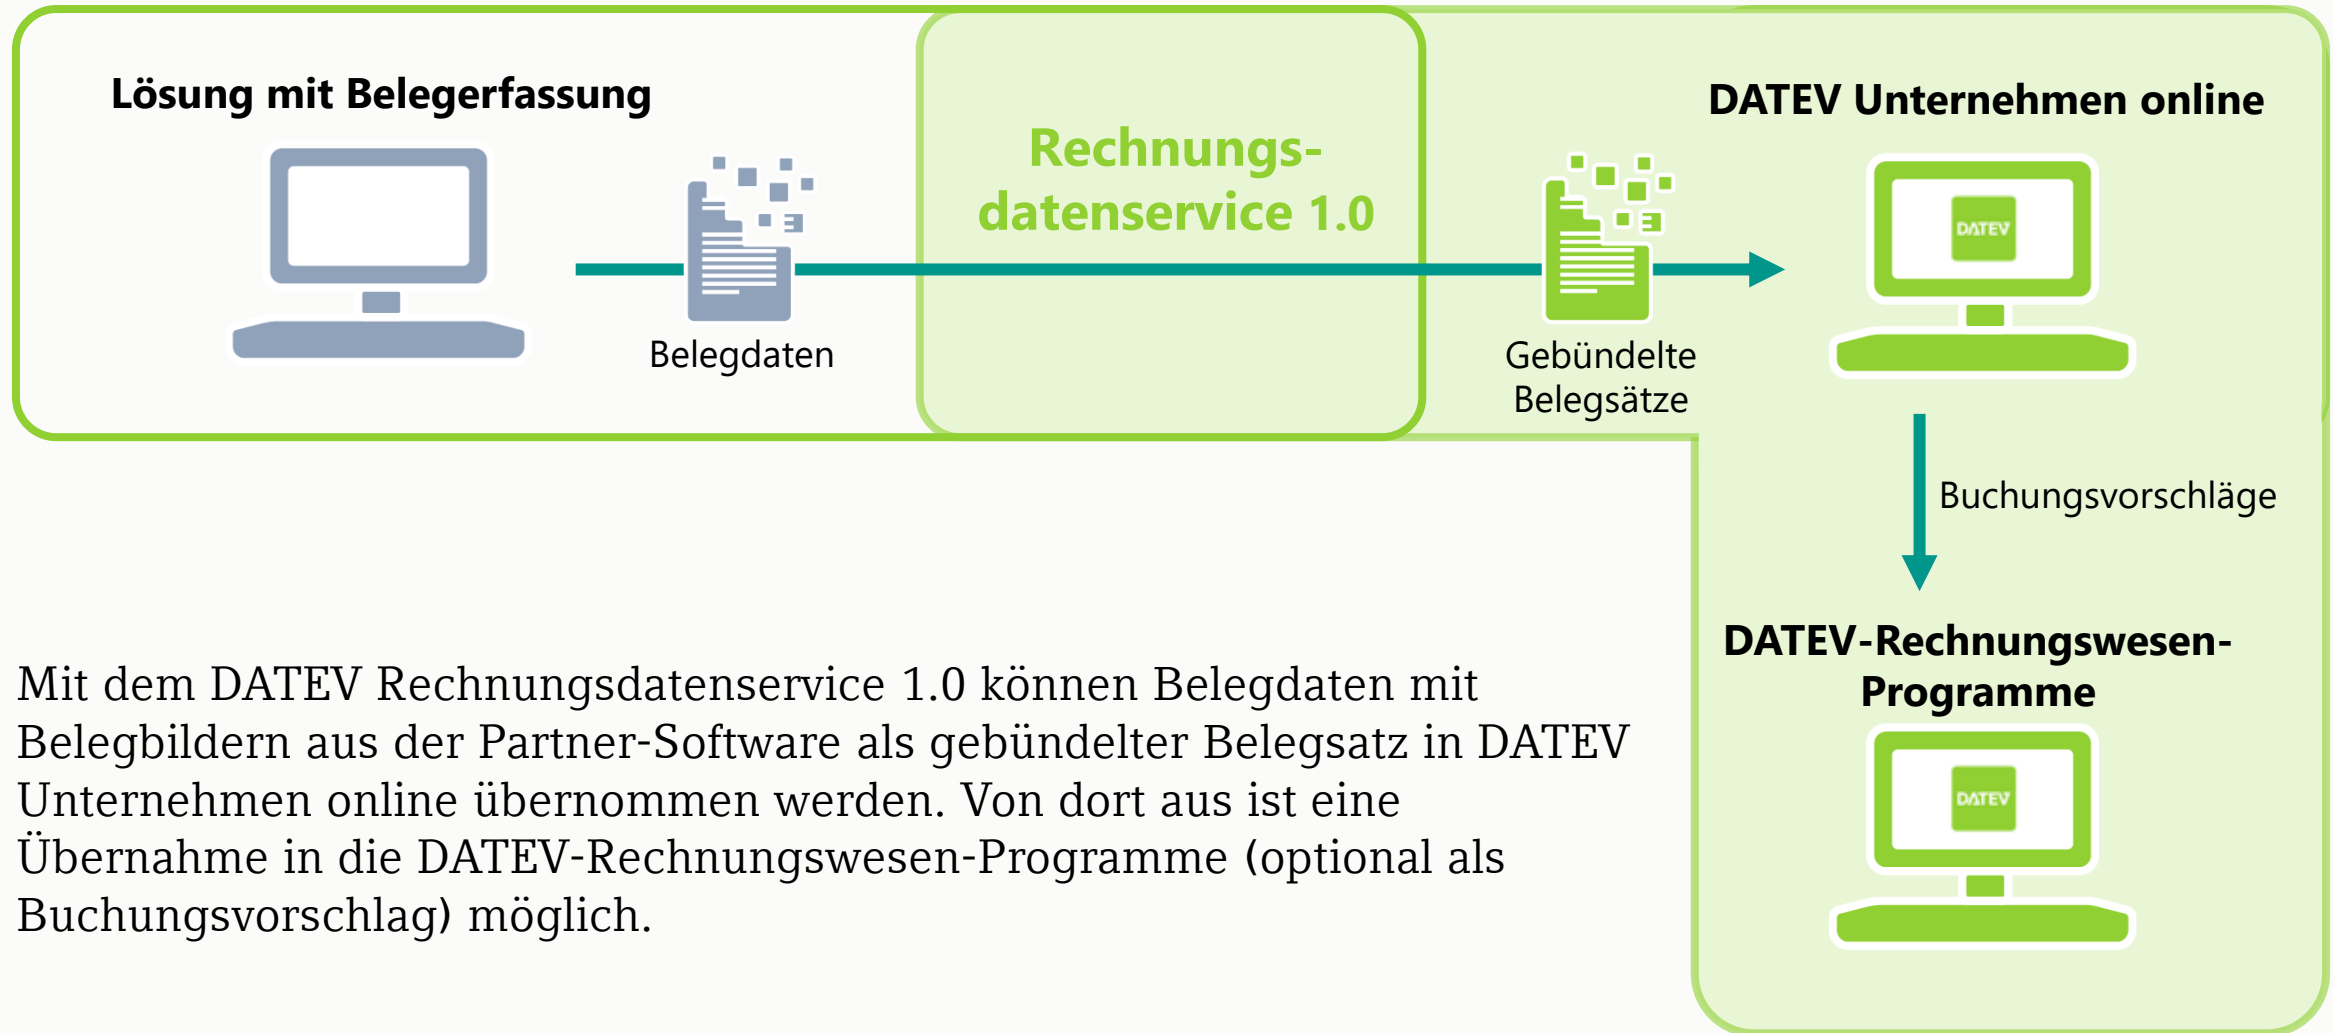 Lösung mit Belegerfassung
Belegdaten
Rechnungs-
datenservice 1.0
Gebündelte
Belegsätze
DATEV Unternehmen online
DATEV
Buchungsvorschläge
DATEV-Rechnungswesen-
Programme
DATEV
Mit dem DATEV Rechnungsdatenservice 1.0 können Belegdaten mit
Belegbildern aus der Partner-Software als gebündelter Belegsatz in DATEV
Unternehmen online übernommen werden. Von dort aus ist eine
Übernahme in die DATEV-Rechnungswesen-Programme (optional als
Buchungsvorschlag) möglich.